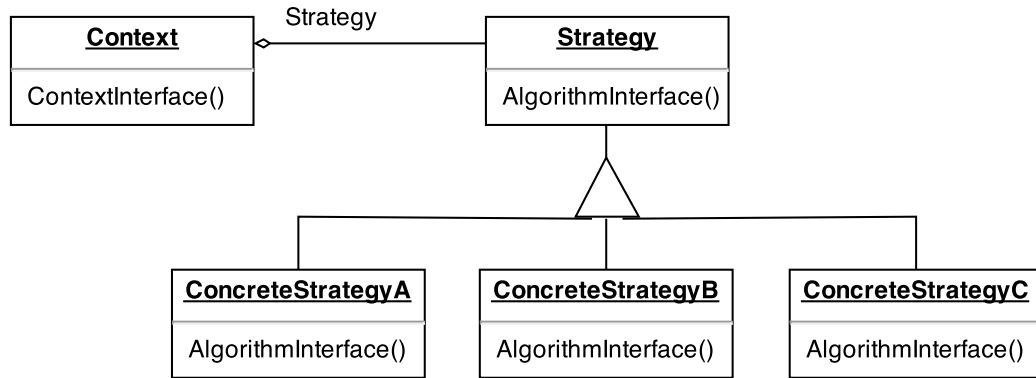 Strategy
Context
Strategy
ContextInterface()
AlgorithmInterface()
ConcreteStrategyA
ConcreteStrategyB
ConcreteStrategyC
AlgorithmInterface()
AlgorithmInterface()
AlgorithmInterface()